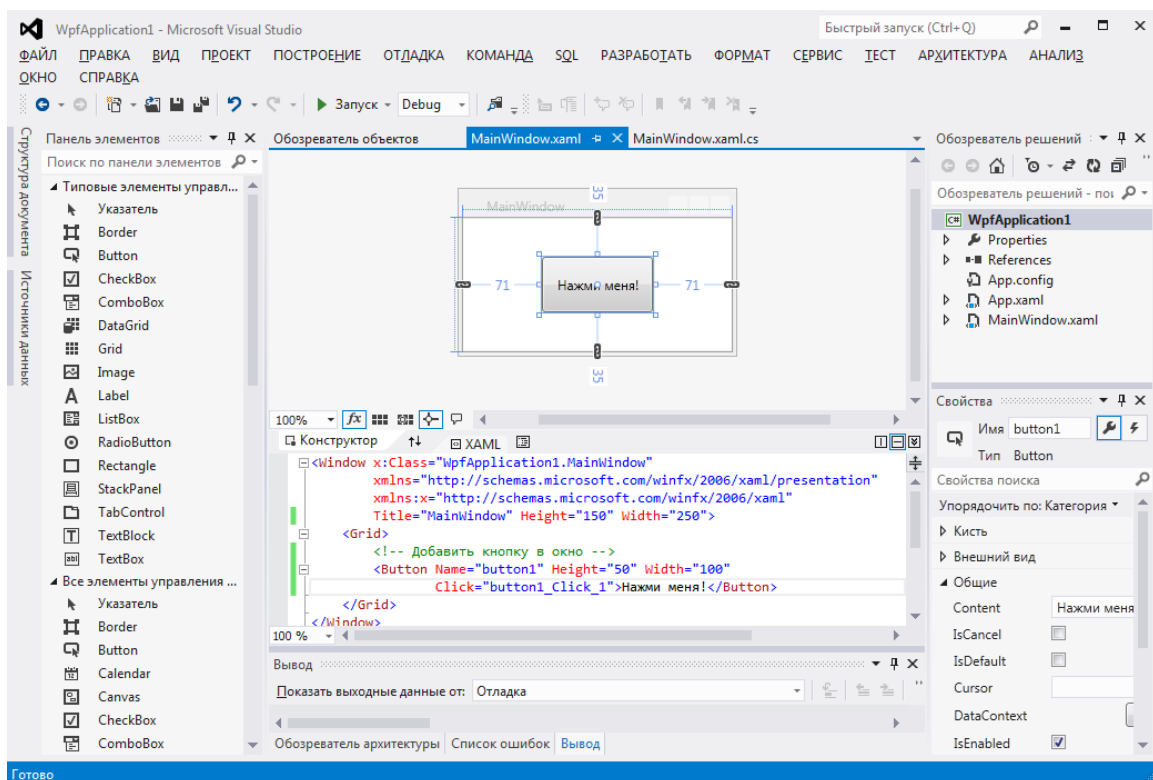 WpfApplication1 - Microsoft Visual Studio
Быстрый запуск (Ctrl+Q)
ФАЙЛ ПРАВКА ВИД ПРОЕКТ ПОСТРОЕНИЕ ОТЛАДКА КОМАНДА SQL РАЗРАБОТАТЬ ФОРМАТ СЕРВИС ТЕСТ АРХИТЕКТУРА АНАЛИЗ
ОКНО СПРАВКА
Запуск Debug
Структура документа
Источники данных
Панель элементов
Поиск по панели элементов
Типовые элементы управл...
Указатель
Border
Button
CheckBox
ComboBox
DataGrid
Grid
Image
Label
ListBox
RadioButton
Rectangle
StackPanel
TabControl
TextBlock
TextBox
Все элементы управления ...
Указатель
Border
Button
Calendar
Canvas
CheckBox
ComboBox
Обозреватель объектов MainWindow.xaml MainWindow.xaml.cs
35
MainWindow
71 Нажми меня! 71
35
100% fx
Конструктор XAML
<Window x:Class="WpfApplication1.MainWindow"
xmlns="http://schemas.microsoft.com/winfx/2006/xaml/presentation"
xmlns:x="http://schemas.microsoft.com/winfx/2006/xaml"
Title="MainWindow" Height="150" Width="250">
<Grid>
<!-- Добавить кнопку в окно -->
<Button Name="button1" Height="50" Width="100"
Click="button1_Click_1">Нажми меня!</Button>
</Grid>
</Window>
100 %
Вывод
Показать выходные данные от: Отладка
Обозреватель архитектуры Список ошибок Вывод
Обозреватель решений
Обозреватель решений - пои
C# WpfApplication1
Properties
References
App.config
App.xaml
MainWindow.xaml
Свойства
Имя button1
Тип Button
Свойства поиска
Упорядочить по: Категория
Кисть
Внешний вид
Общие
Content Нажми меня
IsCancel
IsDefault
Cursor
DataContext
IsEnabled
Готово